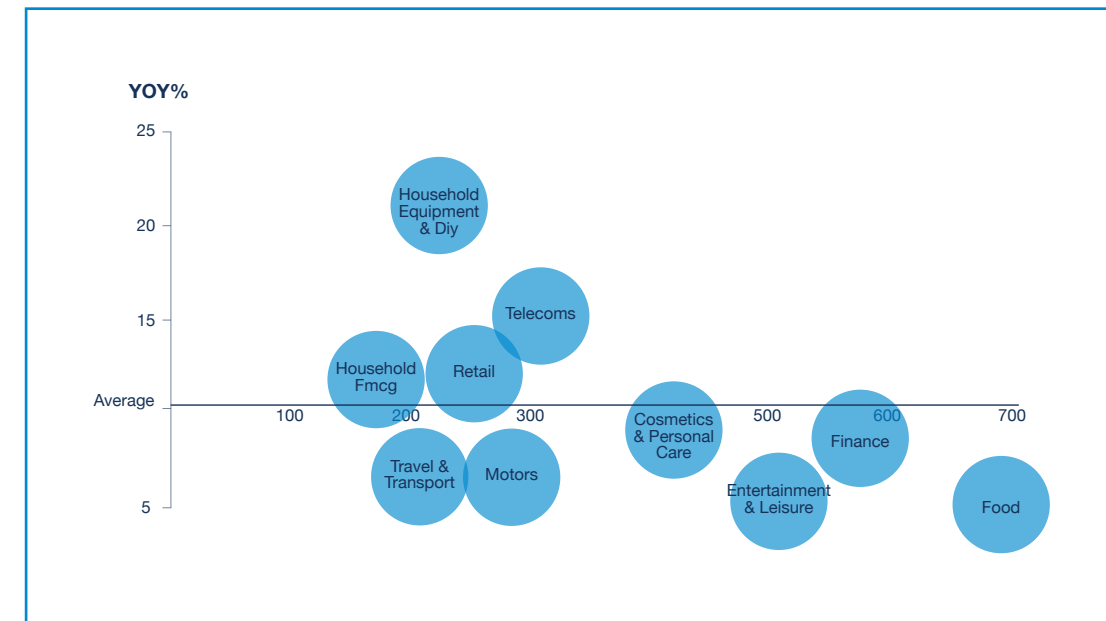 YOY%
25
Household
Equipment
& Diy
20
Telecoms
15
Household
Fmcg
Retail
Average
100
200
300
500
600
700
Cosmetics
& Personal
Care
Finance
Travel &
Transport
Motors
Entertainment
& Leisure
Food
5